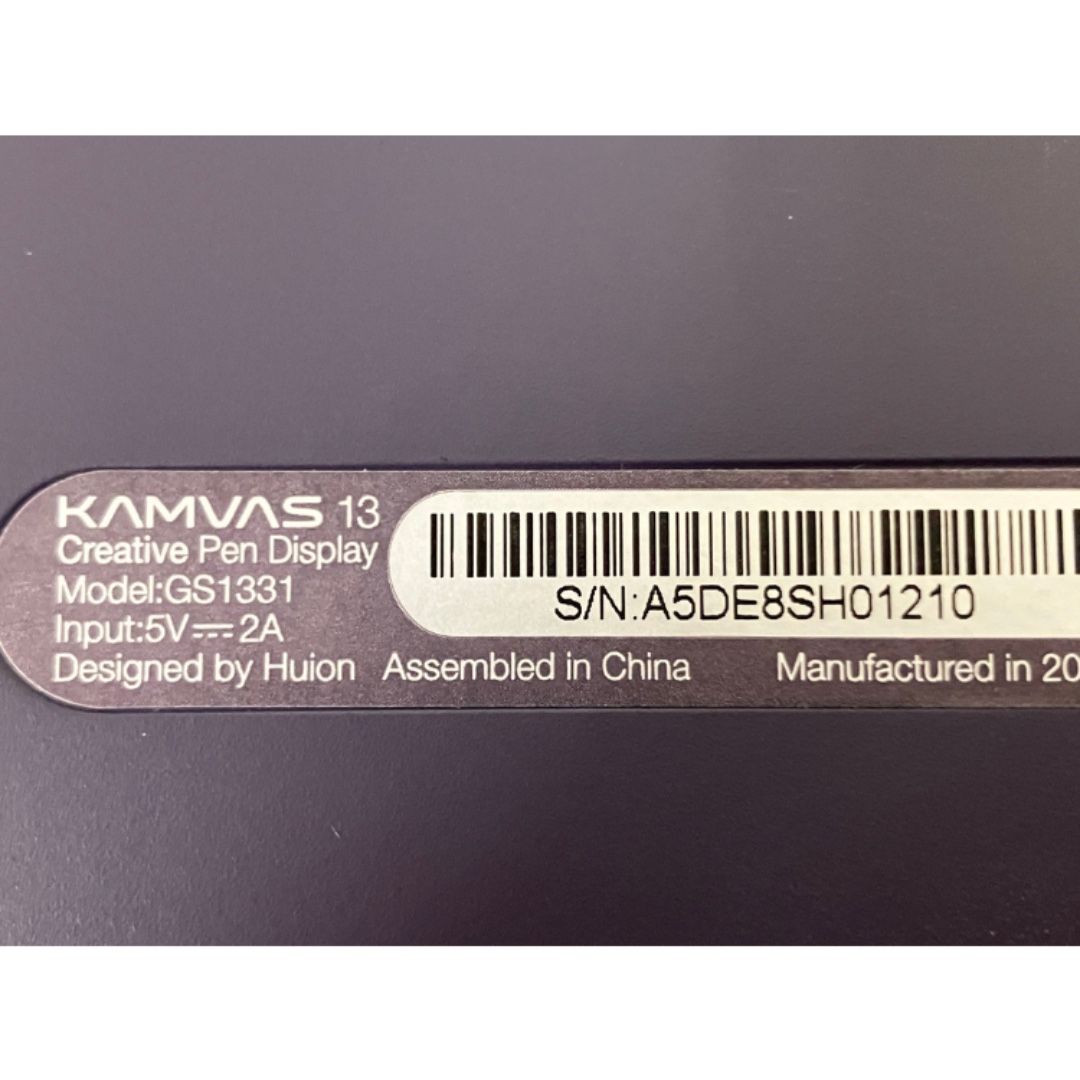 KAMVAS 13
Creative Pen Display
Model:GS1331
Input:5V⎓2A
Designed by Huion Assembled in China Manufactured in 20
S/N:A5DE8SH01210